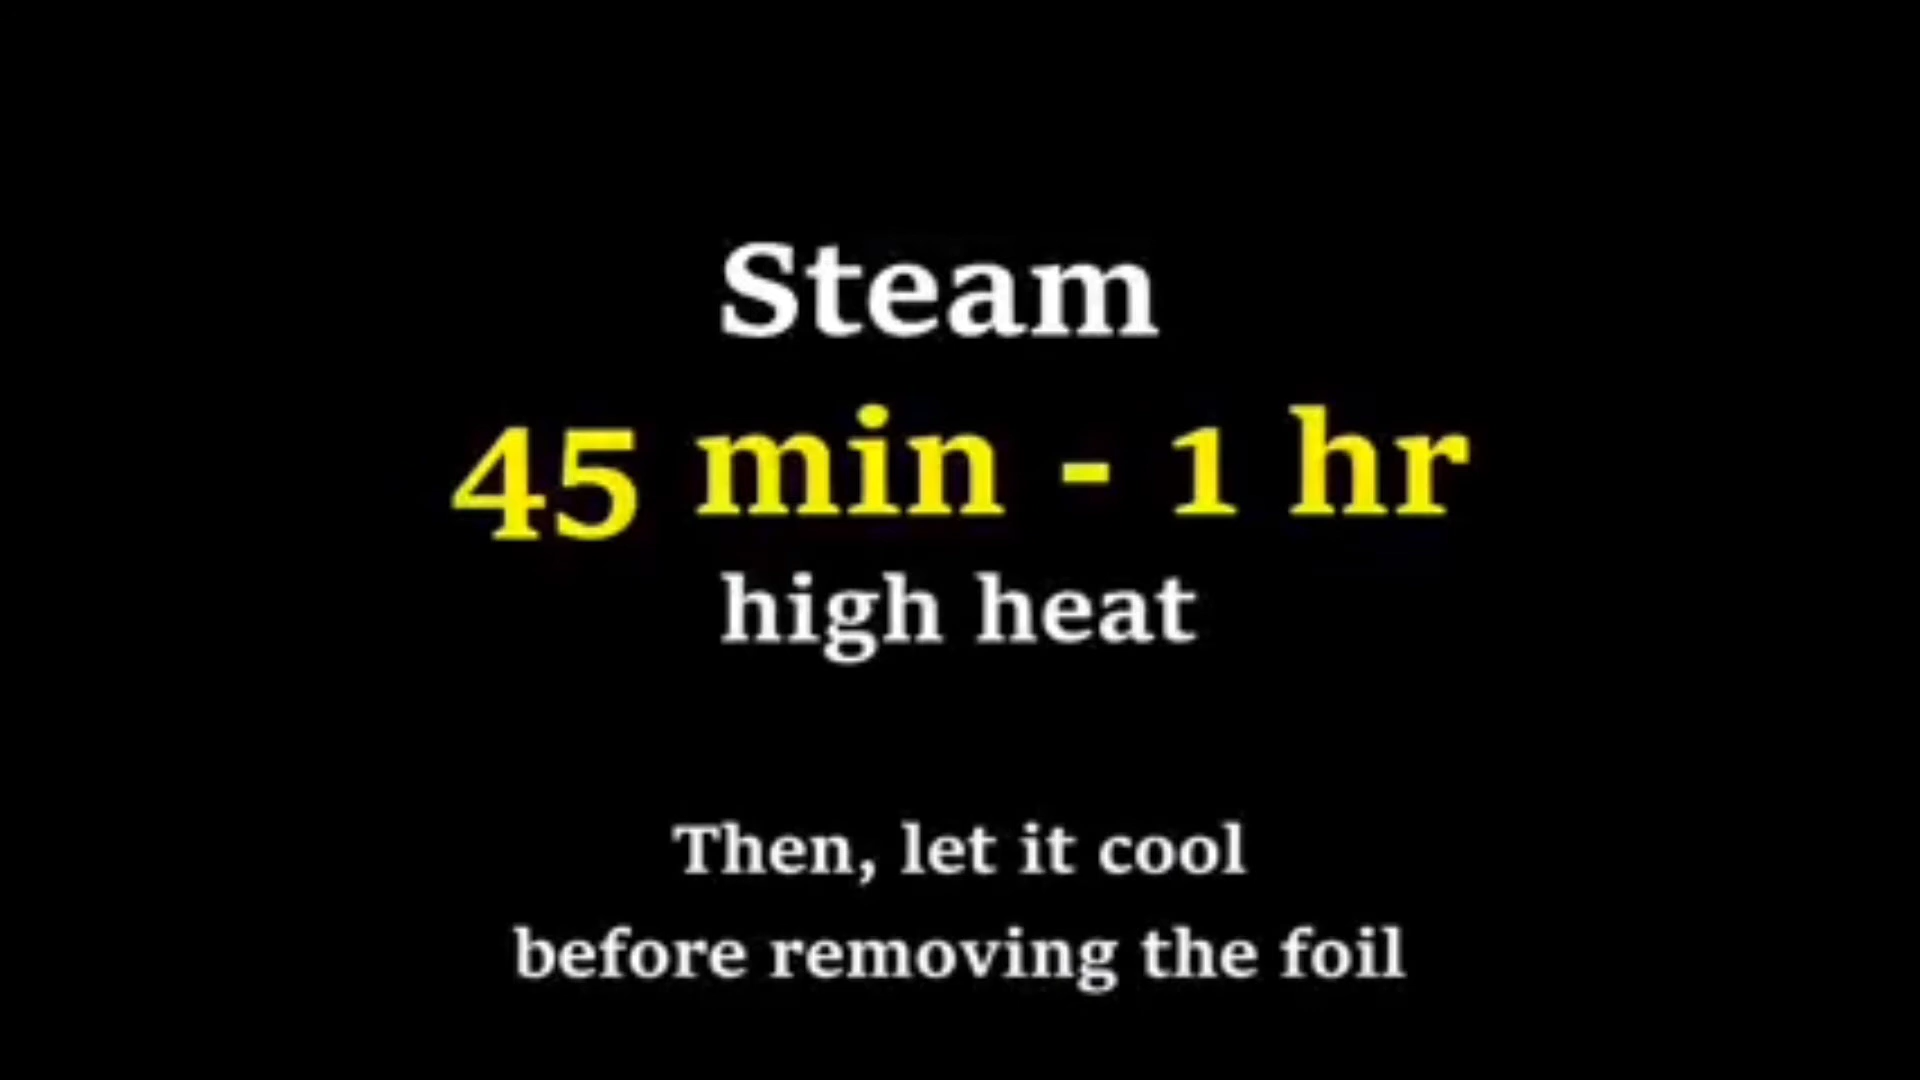 Steam
45 min - 1 hr
high heat
Then, let it cool
before removing the foil